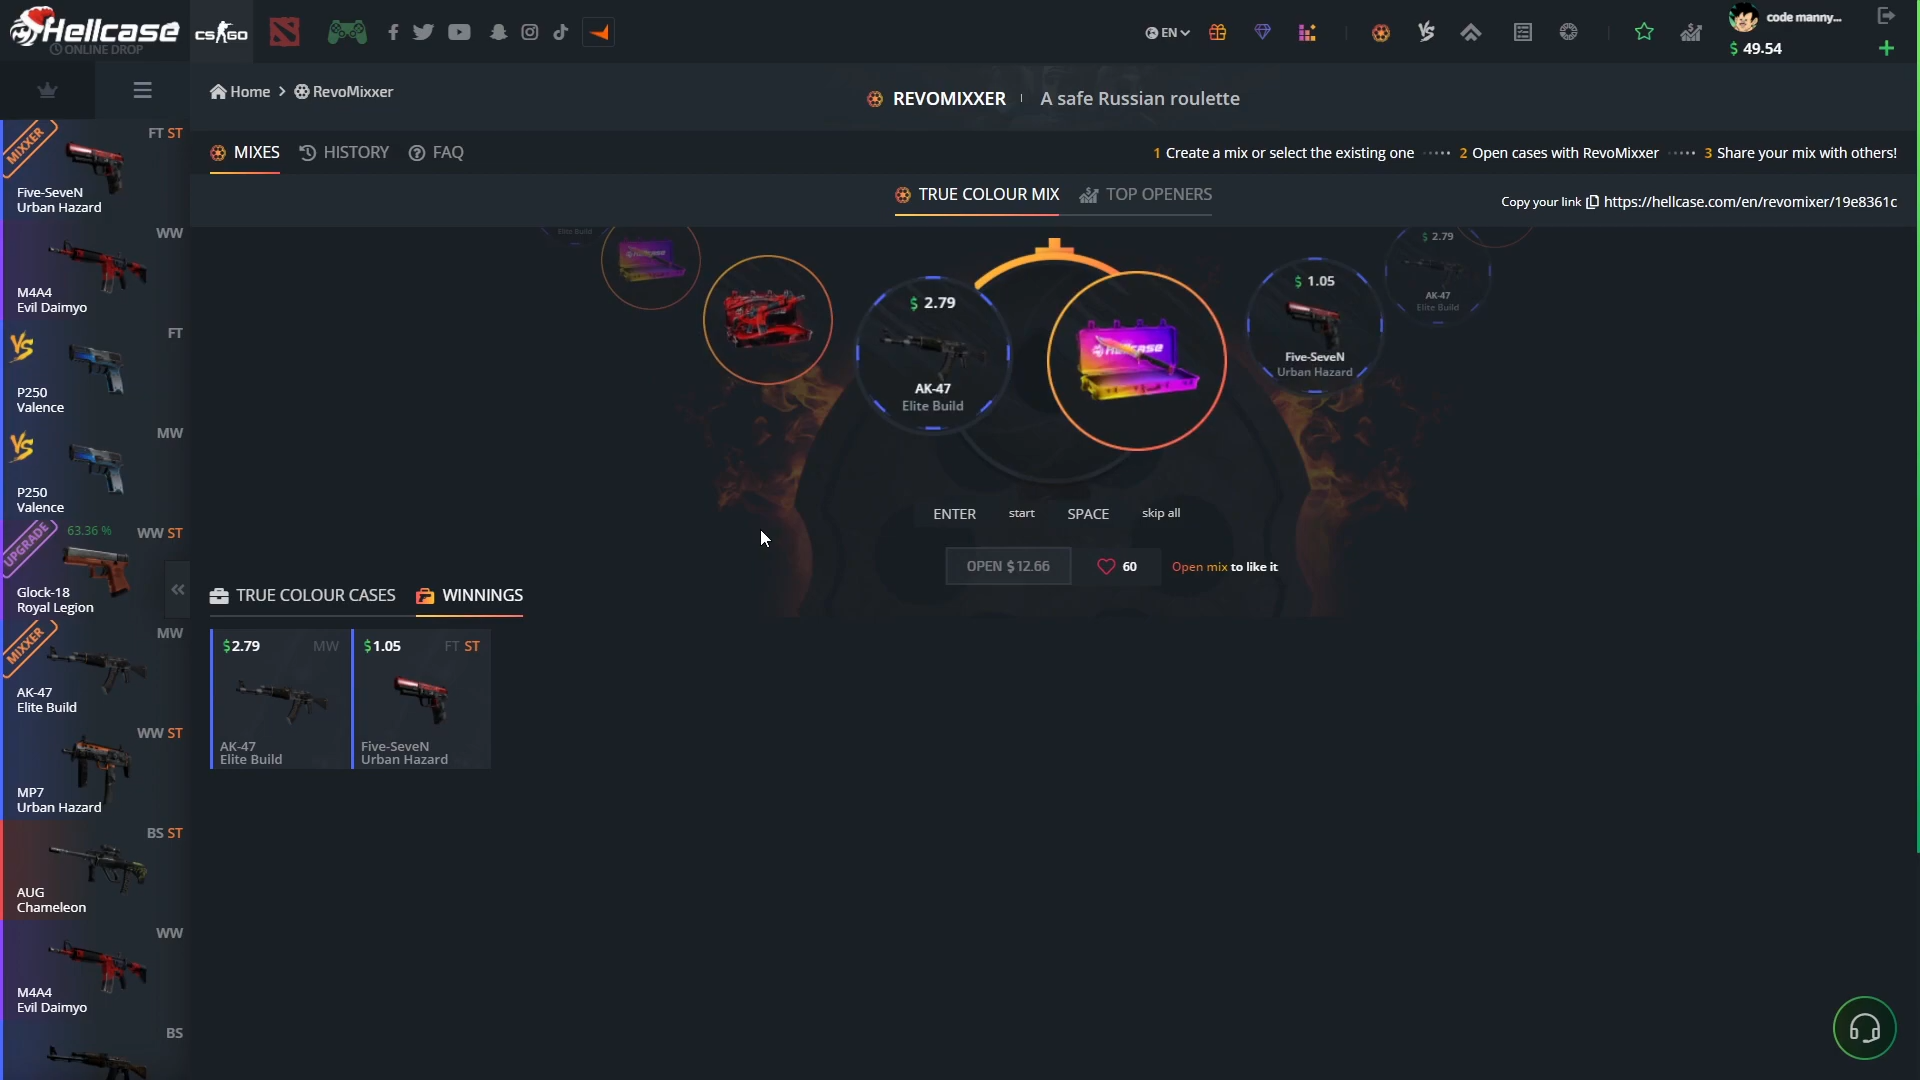 Hellcase
ONLINE DROP
CS GO
EN
code manny...
$ 49.54
Home > RevoMixxer
REVOMIXXER
A safe Russian roulette
MIXES
HISTORY
FAQ
1 Create a mix or select the existing one ····· 2 Open cases with RevoMixxer ····· 3 Share your mix with others!
TRUE COLOUR MIX
TOP OPENERS
Copy your link https://hellcase.com/en/revomixer/19e8361c
MIXXER
FT ST
Five-SeveN
Urban Hazard
WW
M4A4
Evil Daimyo
VS
FT
P250
Valence
VS
MW
P250
Valence
UPGRADE
63.36 %
WW ST
Glock-18
Royal Legion
MIXXER
MW
AK-47
Elite Build
WW ST
MP7
Urban Hazard
BS ST
AUG
Chameleon
WW
M4A4
Evil Daimyo
BS
Elite Build
$ 2.79
AK-47
Elite Build
Hellcase
$ 1.05
Five-SeveN
Urban Hazard
$ 2.79
AK-47
Elite Build
ENTER start SPACE skip all
OPEN $12.66
60
Open mix to like it
TRUE COLOUR CASES
WINNINGS
$2.79 MW
AK-47
Elite Build
$1.05 FT ST
Five-SeveN
Urban Hazard